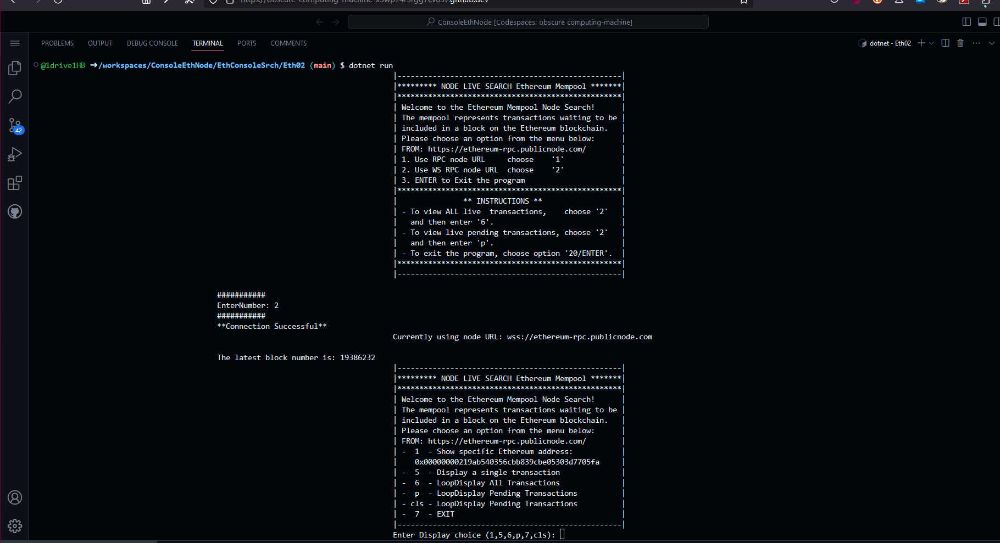 ConsoleEthNode [Codespaces: obscure computing-machine]
PROBLEMS OUTPUT DEBUG CONSOLE TERMINAL PORTS COMMENTS
dotnet - Eth02
42
@1drive1HB ➜/workspaces/ConsoleEthNode/EthConsoleSrch/Eth02 (main) $ dotnet run
|---------------------------------------------------|
|********* NODE LIVE SEARCH Ethereum Mempool *******|
|***************************************************|
| Welcome to the Ethereum Mempool Node Search! |
| The mempool represents transactions waiting to be |
| included in a block on the Ethereum blockchain. |
| Please choose an option from the menu below: |
| FROM: https://ethereum-rpc.publicnode.com/ |
| 1. Use RPC node URL choose '1' |
| 2. Use WS RPC node URL choose '2' |
| 3. ENTER to Exit the program |
|***************************************************|
| ** INSTRUCTIONS ** |
| - To view ALL live transactions, choose '2' |
| and then enter '6'. |
| - To view live pending transactions, choose '2' |
| and then enter 'p'. |
| - To exit the program, choose option '20/ENTER'. |
|***************************************************|
|---------------------------------------------------|
###########
EnterNumber: 2
###########
**Connection Successful**
Currently using node URL: wss://ethereum-rpc.publicnode.com
The latest block number is: 19386232
|---------------------------------------------------|
|********* NODE LIVE SEARCH Ethereum Mempool *******|
|***************************************************|
| Welcome to the Ethereum Mempool Node Search! |
| The mempool represents transactions waiting to be |
| included in a block on the Ethereum blockchain. |
| Please choose an option from the menu below: |
| FROM: https://ethereum-rpc.publicnode.com/ |
| - 1 - Show specific Ethereum address: |
| 0x00000000219ab540356cbb839cbe05303d7705fa |
| - 5 - Display a single transaction |
| - 6 - LoopDisplay All Transactions |
| - p - LoopDisplay Pending Transactions |
| - cls - LoopDisplay Pending Transactions |
| - 7 - EXIT |
|---------------------------------------------------|
Enter Display choice (1,5,6,p,7,cls):